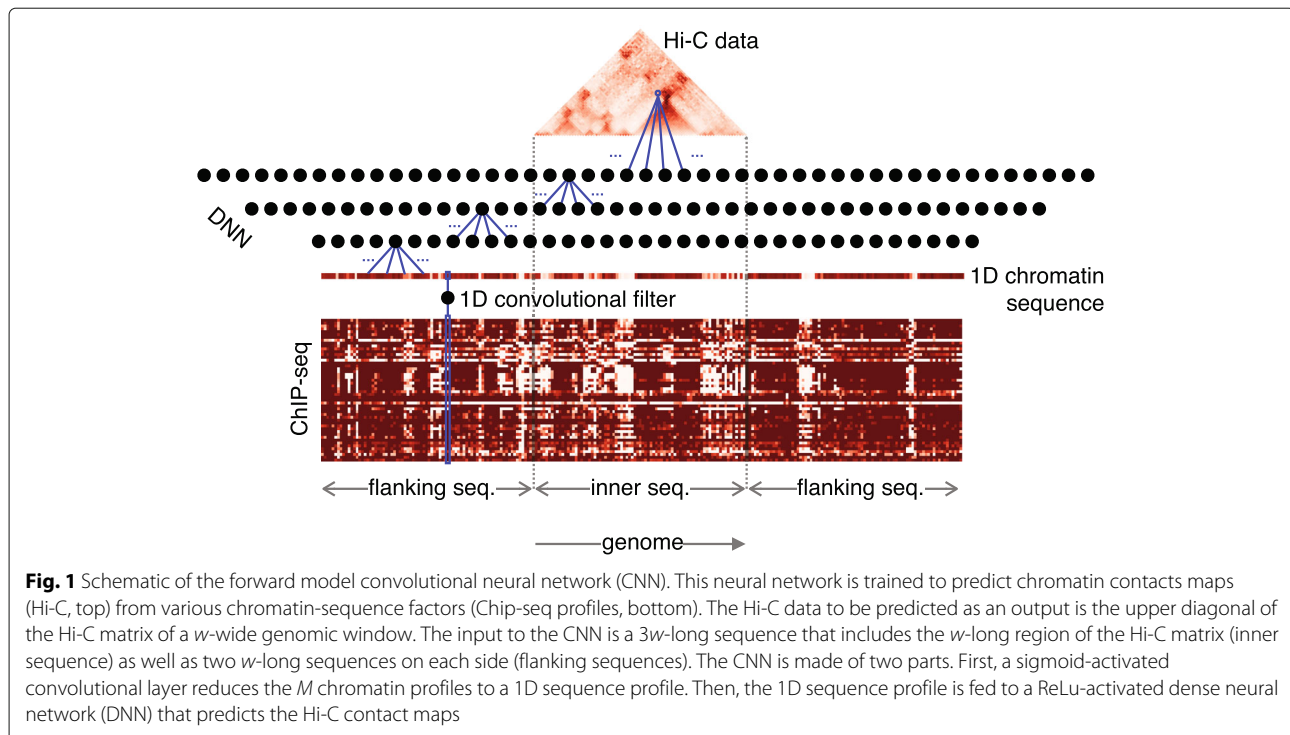 Hi-C data
...
...
...
...
DNN
...
...
...
...
1D chromatin
sequence
1D convolutional filter
ChIP-seq
flanking seq.
inner seq.
flanking seq.
genome
Fig. 1 Schematic of the forward model convolutional neural network (CNN). This neural network is trained to predict chromatin contacts maps
(Hi-C, top) from various chromatin-sequence factors (Chip-seq profiles, bottom). The Hi-C data to be predicted as an output is the upper diagonal of
the Hi-C matrix of a w-wide genomic window. The input to the CNN is a 3w-long sequence that includes the w-long region of the Hi-C matrix (inner
sequence) as well as two w-long sequences on each side (flanking sequences). The CNN is made of two parts. First, a sigmoid-activated
convolutional layer reduces the M chromatin profiles to a 1D sequence profile. Then, the 1D sequence profile is fed to a ReLu-activated dense neural
network (DNN) that predicts the Hi-C contact maps